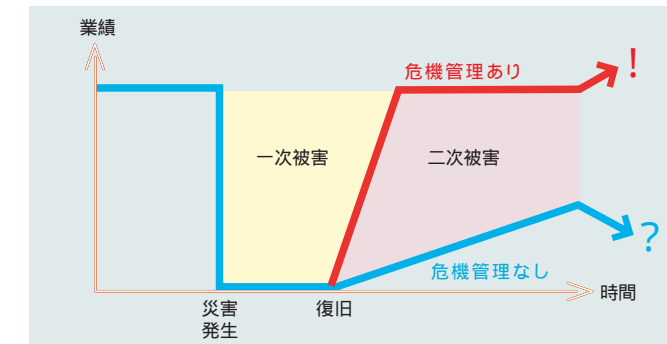 業績
危機管理あり
!
一次被害
二次被害
?
危機管理なし
時間
災害
発生
復旧